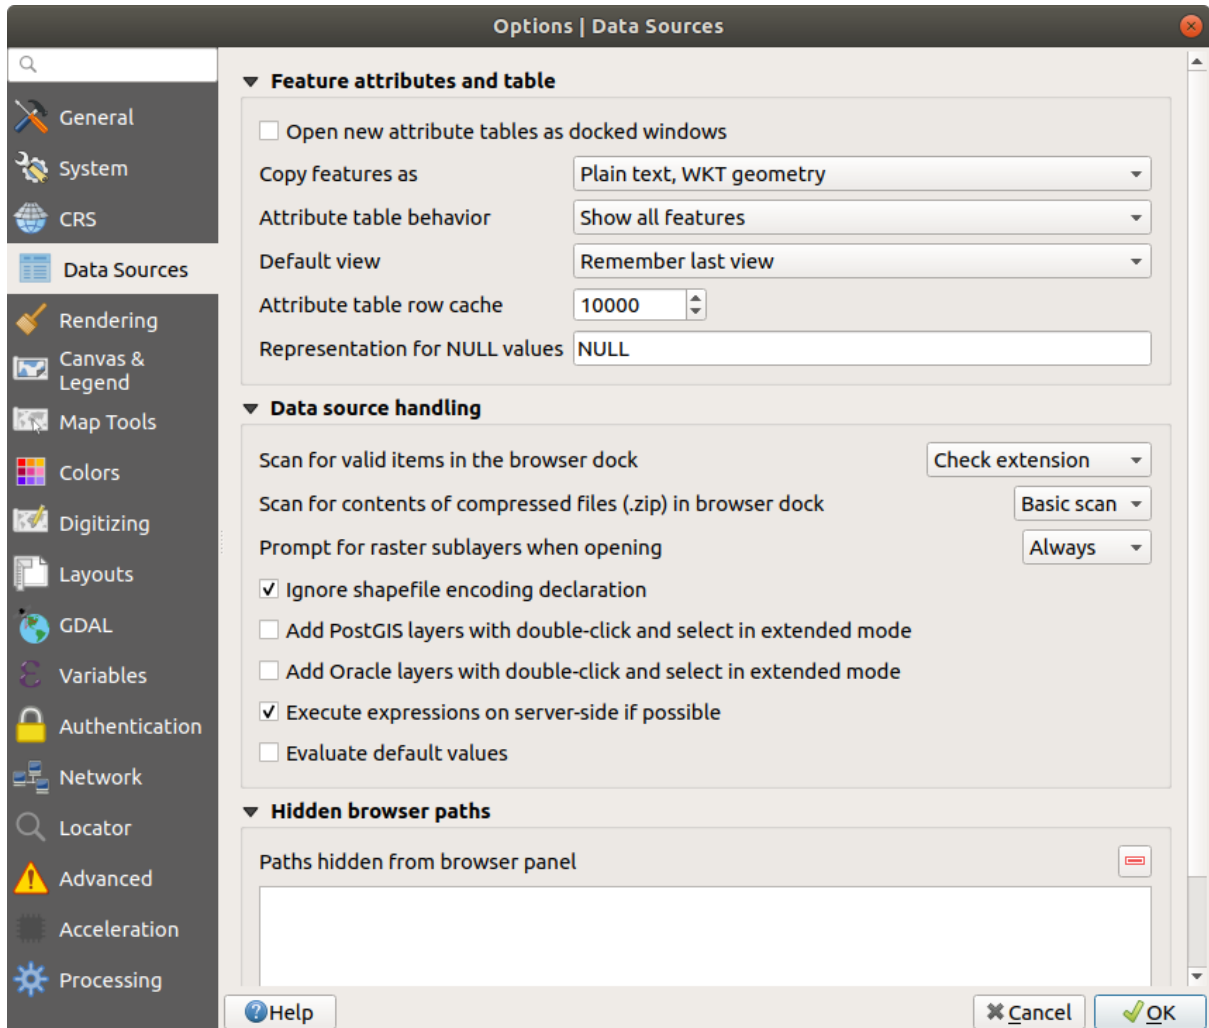 Options | Data Sources
General
System
CRS
Data Sources
Rendering
Canvas &
Legend
Map Tools
Colors
Digitizing
Layouts
GDAL
Variables
Authentication
Network
Locator
Advanced
Acceleration
Processing
Feature attributes and table
Open new attribute tables as docked windows
Copy features as Plain text, WKT geometry
Attribute table behavior Show all features
Default view Remember last view
Attribute table row cache 10000
Representation for NULL values NULL
Data source handling
Scan for valid items in the browser dock Check extension
Scan for contents of compressed files (.zip) in browser dock Basic scan
Prompt for raster sublayers when opening Always
Ignore shapefile encoding declaration
Add PostGIS layers with double-click and select in extended mode
Add Oracle layers with double-click and select in extended mode
Execute expressions on server-side if possible
Evaluate default values
Hidden browser paths
Paths hidden from browser panel
Help Cancel OK